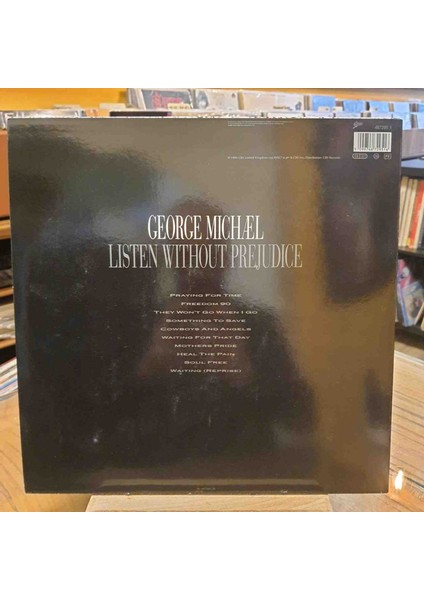 Epic
GEORGE MICHÆL
LISTEN WITHOUT PREJUDICE
PRAYING FOR TIME
FREEDOM 90
THEY WON'T GO WHEN I GO
SOMETHING TO SAVE
COWBOYS AND ANGELS
WAITING FOR THAT DAY
MOTHERS PRIDE
HEAL THE PAIN
SOUL FREE
WAITING (REPRISE)